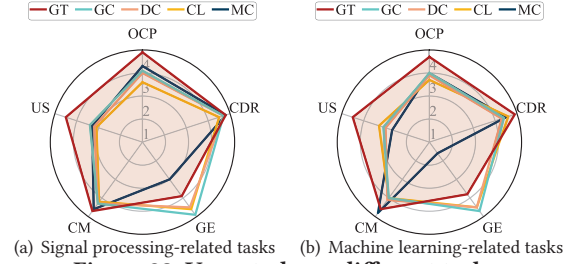 GT GC DC CL MC GT GC DC CL MC
OCP OCP
4 4
3 3
2 2
1 1
US CDR US CDR
CM GE CM GE
(a) Signal processing-related tasks (b) Machine learning-related tasks